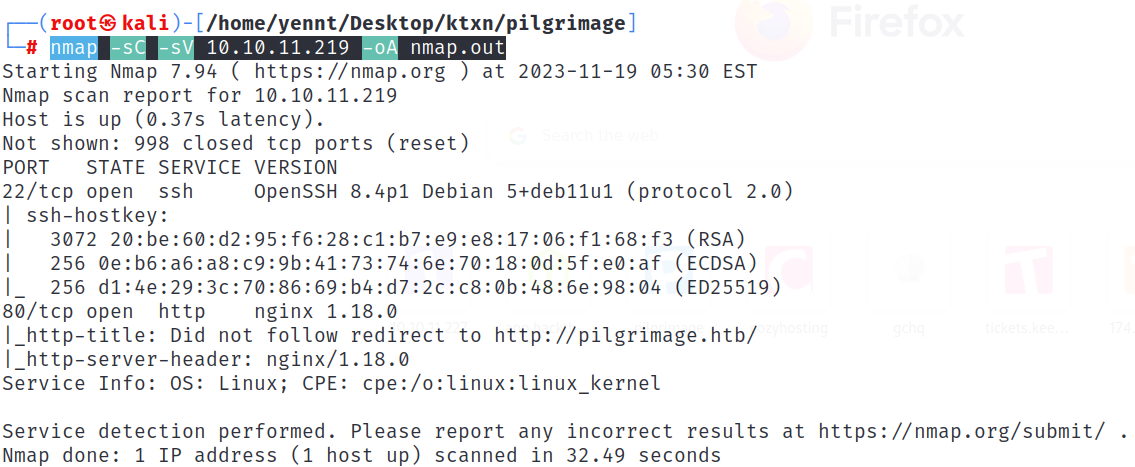 ┌──(root㉿kali)-[/home/yennt/Desktop/ktxn/pilgrimage]
└─# nmap -sC -sV 10.10.11.219 -oA nmap.out
Starting Nmap 7.94 ( https://nmap.org ) at 2023-11-19 05:30 EST
Nmap scan report for 10.10.11.219
Host is up (0.37s latency).
Not shown: 998 closed tcp ports (reset)
PORT   STATE SERVICE VERSION
22/tcp open  ssh     OpenSSH 8.4p1 Debian 5+deb11u1 (protocol 2.0)
| ssh-hostkey:
|   3072 20:be:60:d2:95:f6:28:c1:b7:e9:e8:17:06:f1:68:f3 (RSA)
|   256 0e:b6:a6:a8:c9:9b:41:73:74:6e:70:18:0d:5f:e0:af (ECDSA)
|_  256 d1:4e:29:3c:70:86:69:b4:d7:2c:c8:0b:48:6e:98:04 (ED25519)
80/tcp open  http    nginx 1.18.0
|_http-title: Did not follow redirect to http://pilgrimage.htb/
|_http-server-header: nginx/1.18.0
Service Info: OS: Linux; CPE: cpe:/o:linux:linux_kernel
Service detection performed. Please report any incorrect results at https://nmap.org/submit/ .
Nmap done: 1 IP address (1 host up) scanned in 32.49 seconds
Firefox
Search the web
gchq
tickets.kee...
174.